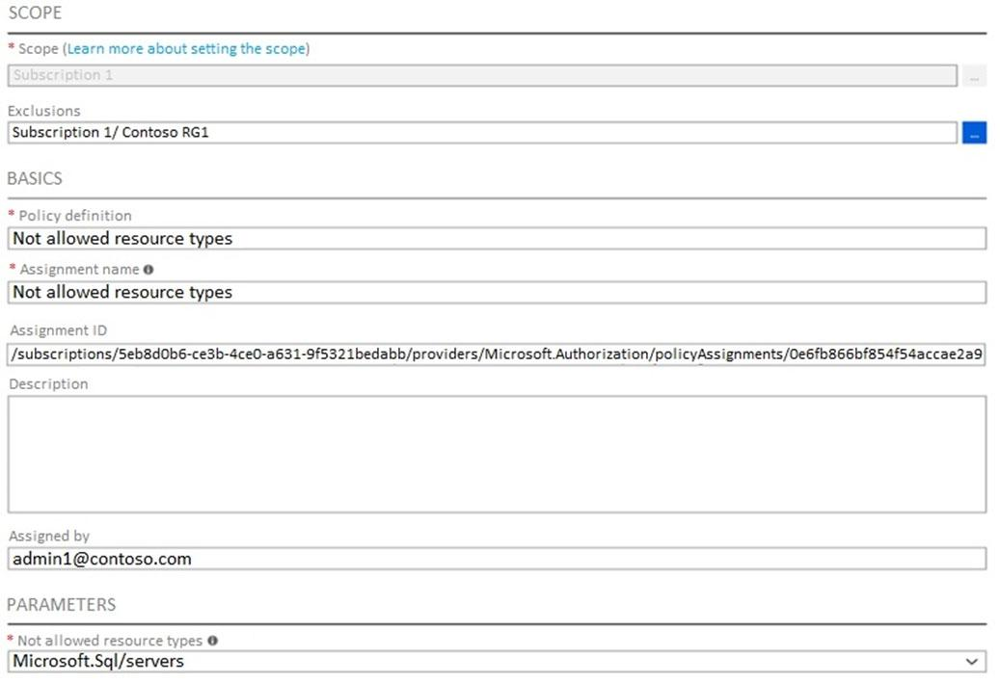 SCOPE
* Scope (Learn more about setting the scope)
Subscription 1
...
Exclusions
Subscription 1/ Contoso RG1
...
BASICS
* Policy definition
Not allowed resource types
* Assignment name
Not allowed resource types
Assignment ID
/subscriptions/5eb8d0b6-ce3b-4ce0-a631-9f5321bedabb/providers/Microsoft.Authorization/policyAssignments/0e6fb866bf854f54accae2a9
Description
Assigned by
admin1@contoso.com
PARAMETERS
* Not allowed resource types
Microsoft.Sql/servers